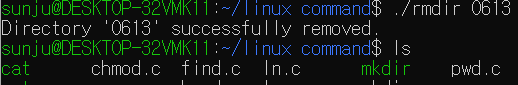 sunju@DESKTOP-32VMK11:~/linux command$ ./rmdir 0613
Directory '0613' successfully removed.
sunju@DESKTOP-32VMK11:~/linux command$ ls
cat chmod.c find.c ln.c mkdir pwd.c